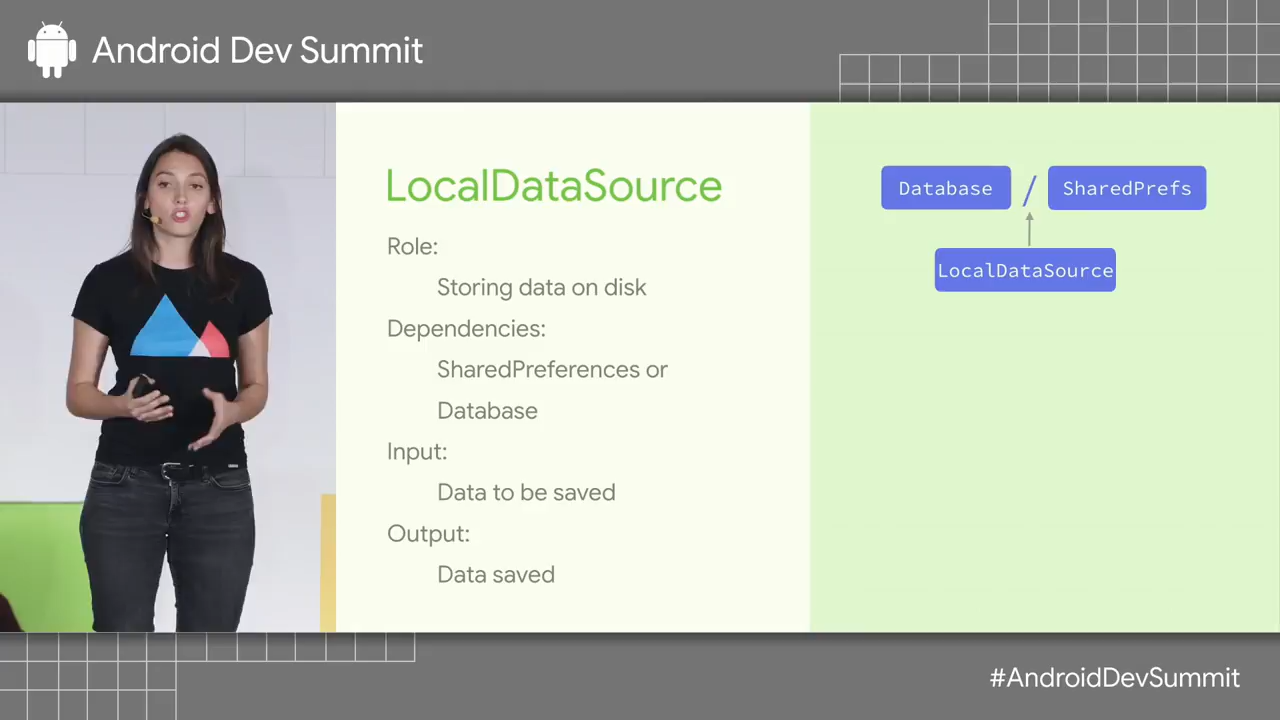 Android Dev Summit
LocalDataSource
Role:
Storing data on disk
Dependencies:
SharedPreferences or
Database
Input:
Data to be saved
Output:
Data saved
Database / SharedPrefs
LocalDataSource
#AndroidDevSummit